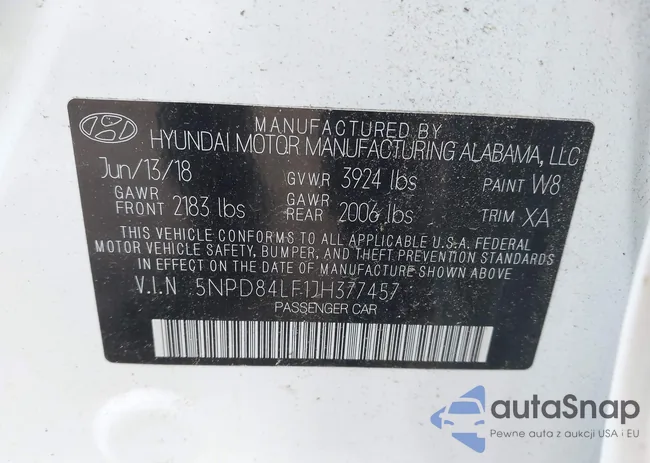 MANUFACTURED BY
HYUNDAI MOTOR MANUFACTURING ALABAMA, LLC
Jun/13/18 GVWR 3924 lbs PAINT W8
GAWR FRONT 2183 lbs GAWR REAR 2006 lbs TRIM XA
THIS VEHICLE CONFORMS TO ALL APPLICABLE U.S.A. FEDERAL
MOTOR VEHICLE SAFETY, BUMPER, AND THEFT PREVENTION STANDARDS
IN EFFECT ON THE DATE OF MANUFACTURE SHOWN ABOVE.
V.I.N 5NPD84LF1JH377457
PASSENGER CAR
autaSnap
Pewne auta z aukcji USA i EU